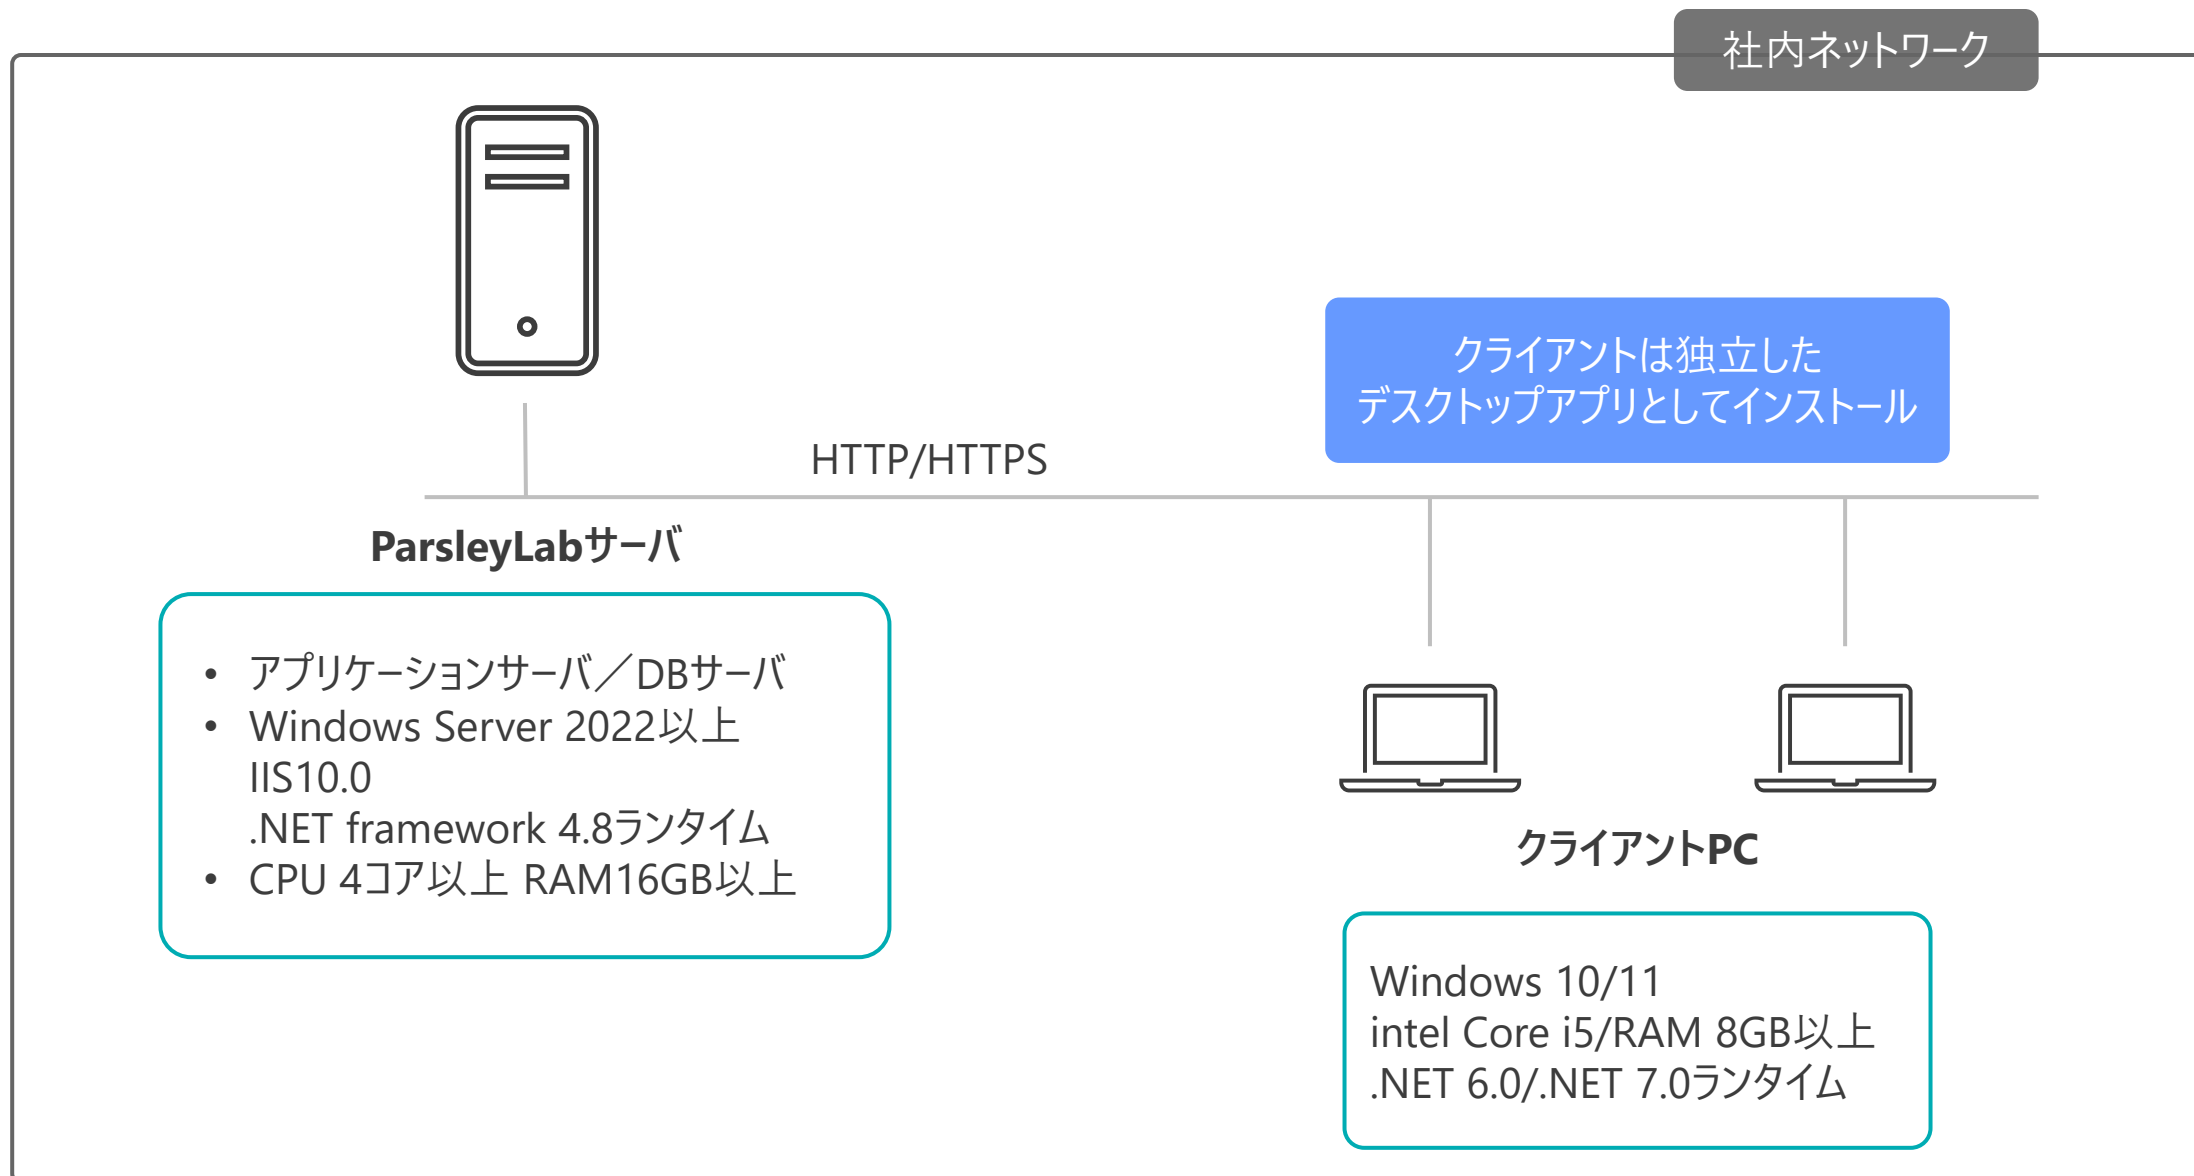 社内ネットワーク
クライアントは独立した
デスクトップアプリとしてインストール
HTTP/HTTPS
ParsleyLabサーバ
• アプリケーションサーバ／DBサーバ
• Windows Server 2022以上
IIS10.0
.NET framework 4.8ランタイム
• CPU 4コア以上 RAM16GB以上
クライアントPC
Windows 10/11
intel Core i5/RAM 8GB以上
.NET 6.0/.NET 7.0ランタイム